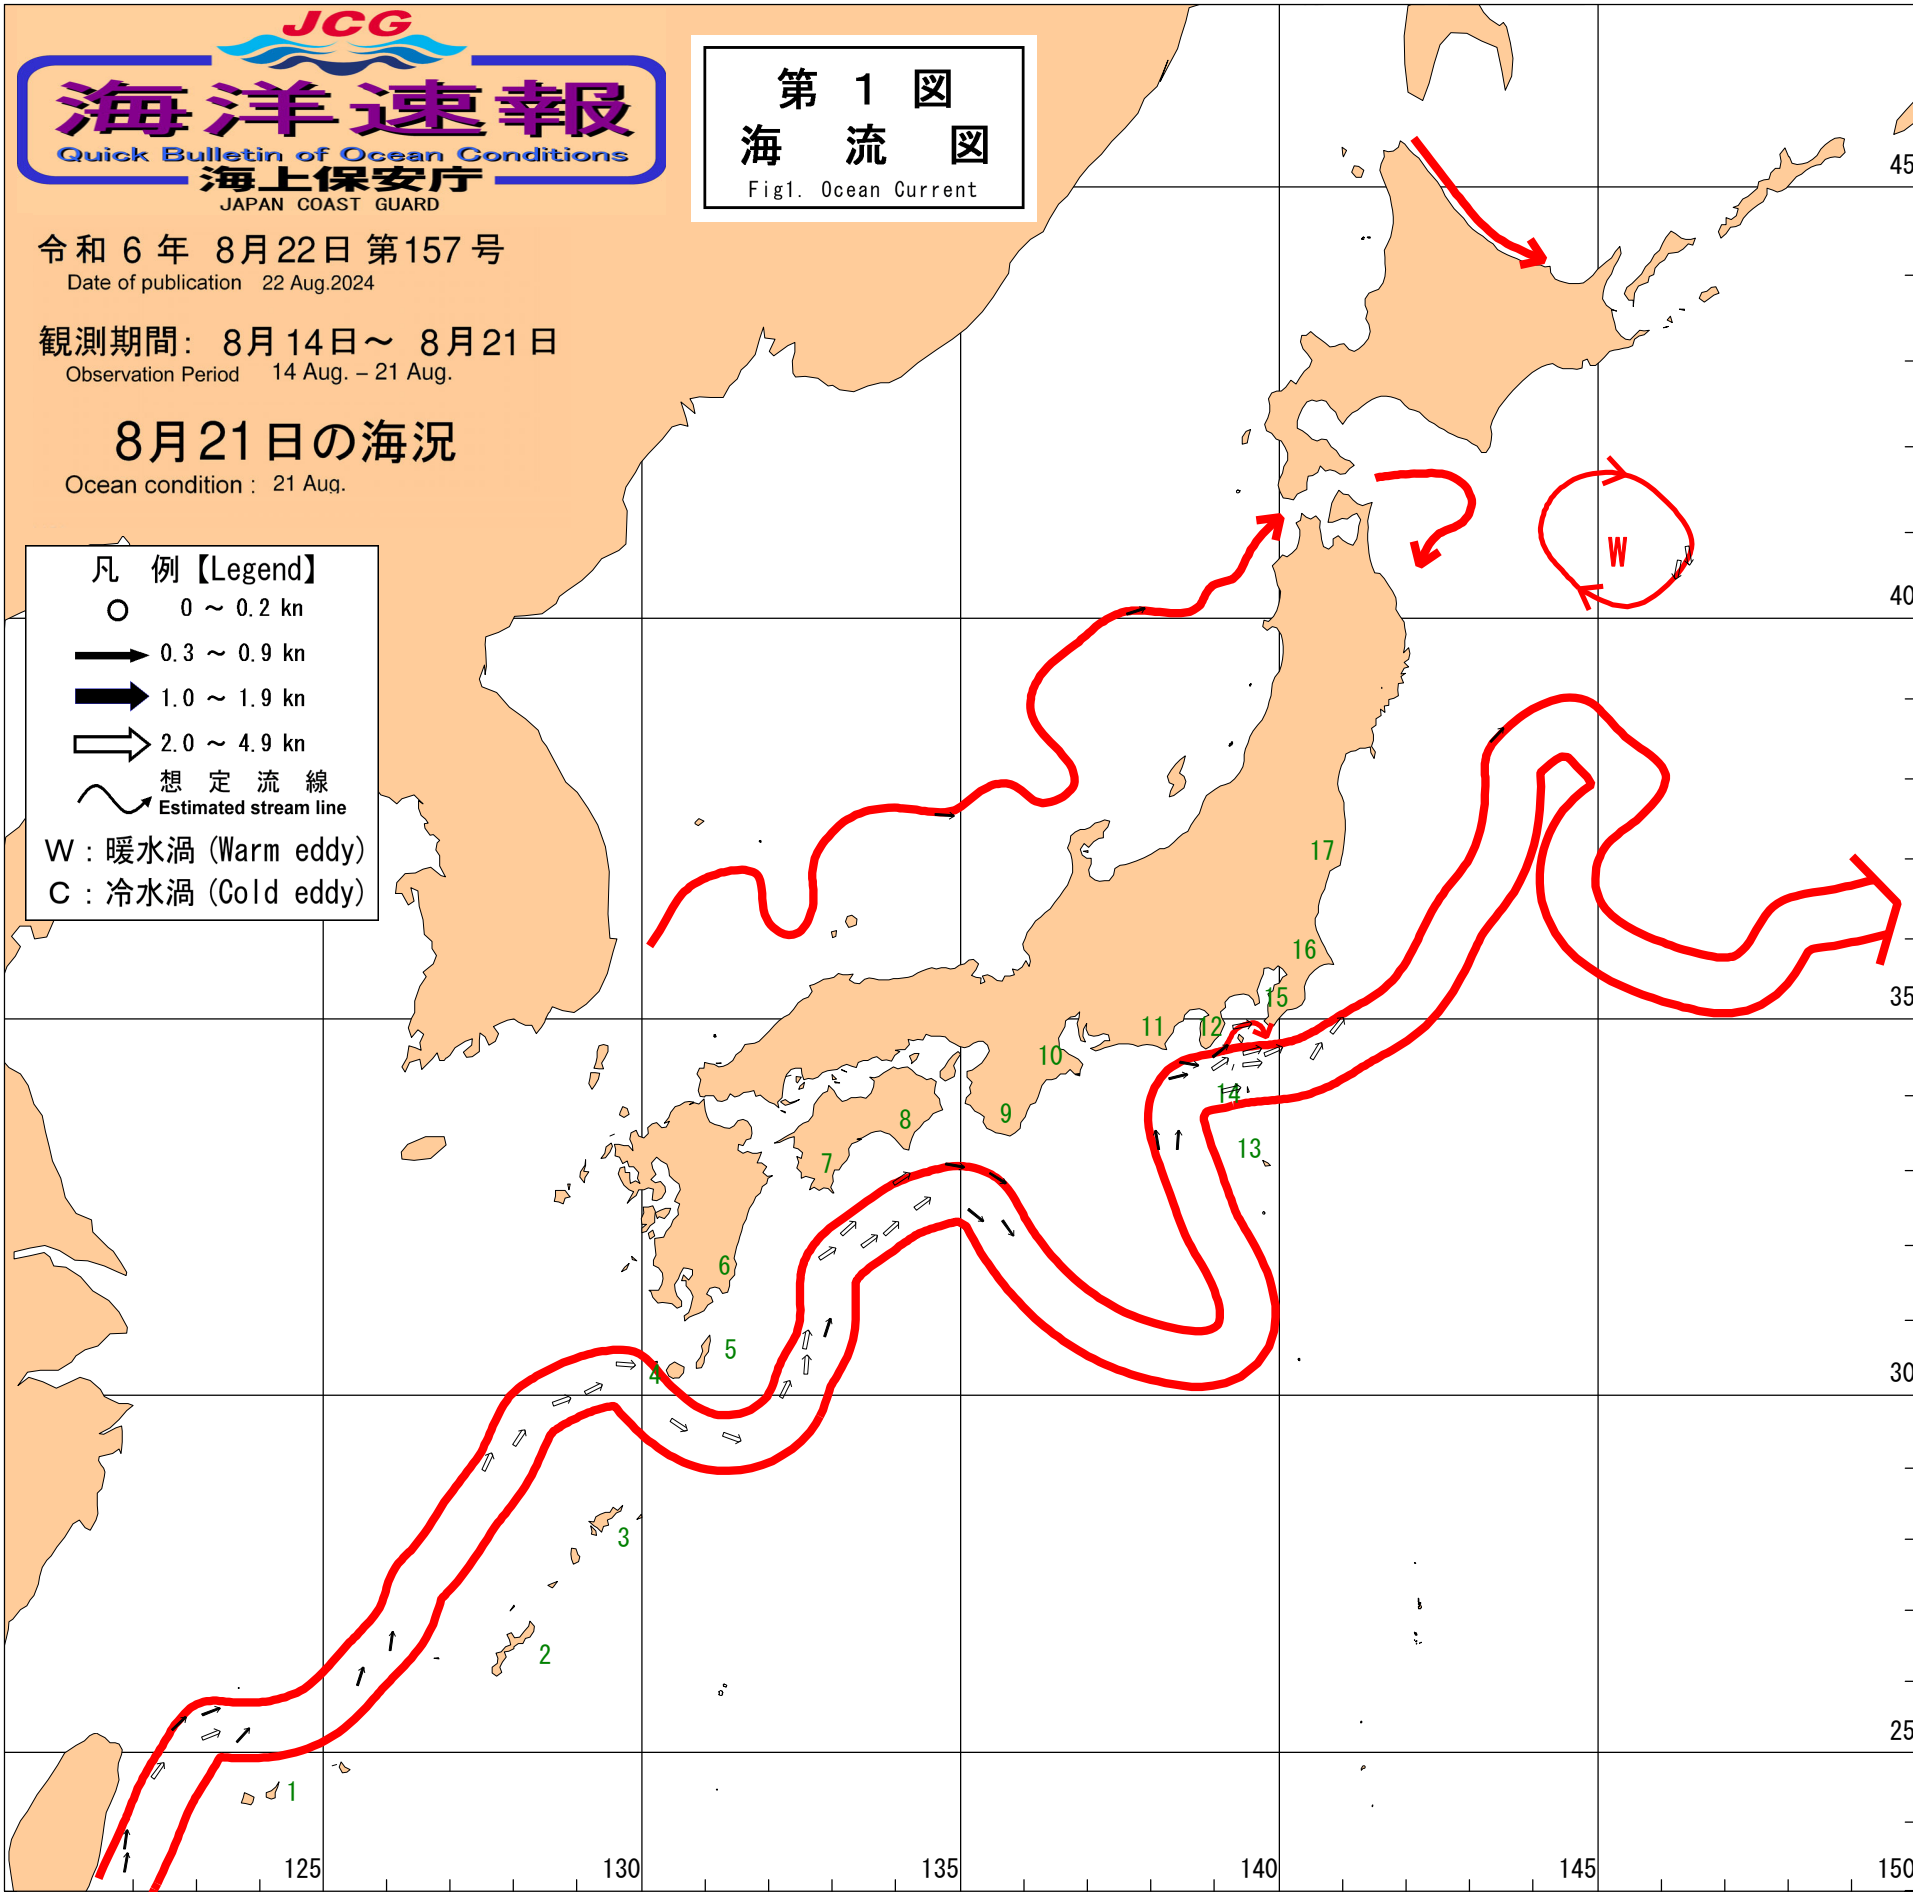 JCG
海洋速報
Quick Bulletin of Ocean Conditions
海上保安庁
JAPAN COAST GUARD
第 1 図
海 流 図
Fig1. Ocean Current
令和 6 年 8月22日 第157号
Date of publication 22 Aug.2024
観測期間: 8月14日～ 8月21日
Observation Period 14 Aug. – 21 Aug.
8月21日の海況
Ocean condition : 21 Aug.
凡 例【Legend】
0 ～ 0.2 kn
0.3 ～ 0.9 kn
1.0 ～ 1.9 kn
2.0 ～ 4.9 kn
想 定 流 線
Estimated stream line
W : 暖水渦 (Warm eddy)
C : 冷水渦 (Cold eddy)
45
W
40
17
16
35
15
12
11
10
14
9
8
13
7
6
5
4
30
3
2
25
1
125
130
135
140
145
150